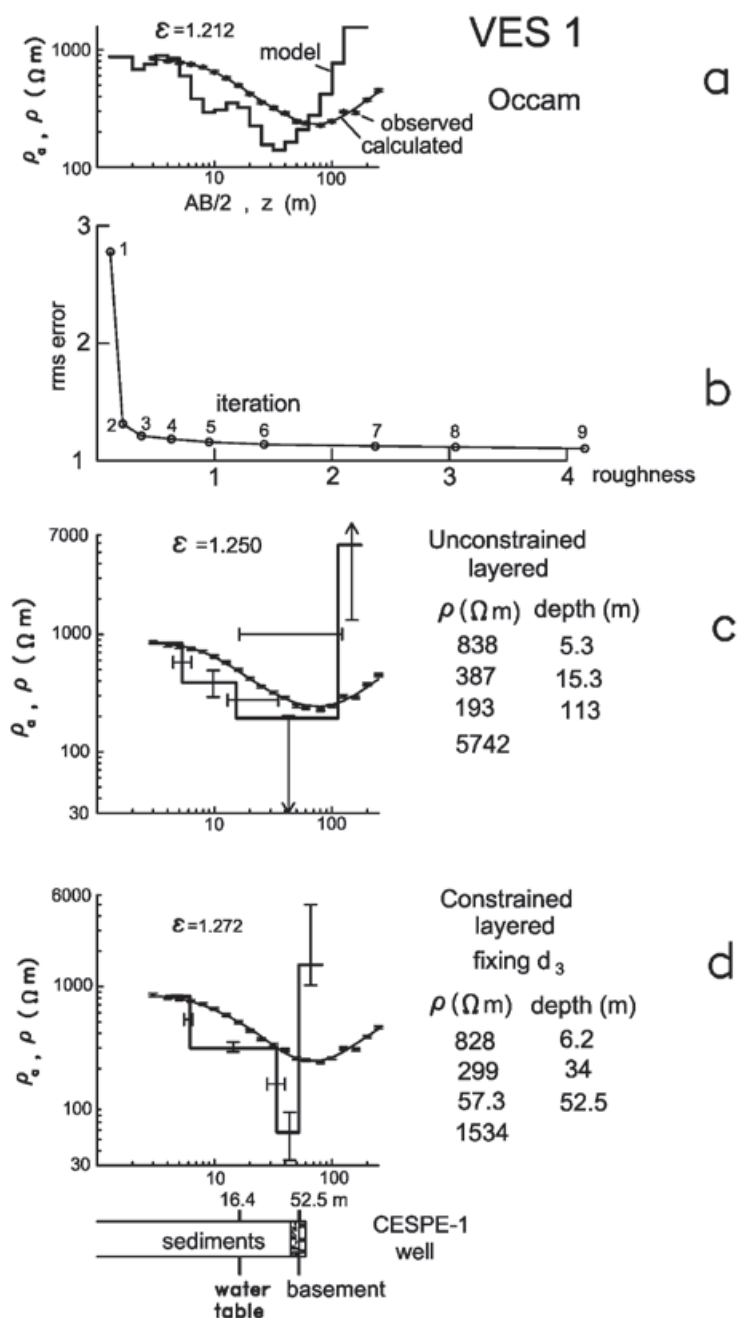 VES 1
a
Occam
ε =1.212
model
observed
calculated
1000
100
ρa , ρ ( Ω m)
10
100
AB/2 , z (m)
b
3
2
1
rms error
iteration
1
2
3
4
5
6
7
8
9
1
2
3
4
roughness
c
7000
1000
100
30
ρa , ρ ( Ω m)
ε =1.250
10
100
Unconstrained
layered
ρ (Ω m) depth (m)
838 5.3
387 15.3
193 113
5742
d
6000
1000
100
30
ρa , ρ ( Ω m)
ε=1.272
10
100
Constrained
layered
fixing d3
ρ (Ω m) depth (m)
828 6.2
299 34
57.3 52.5
1534
16.4 52.5 m
sediments
CESPE-1
well
water
table
basement